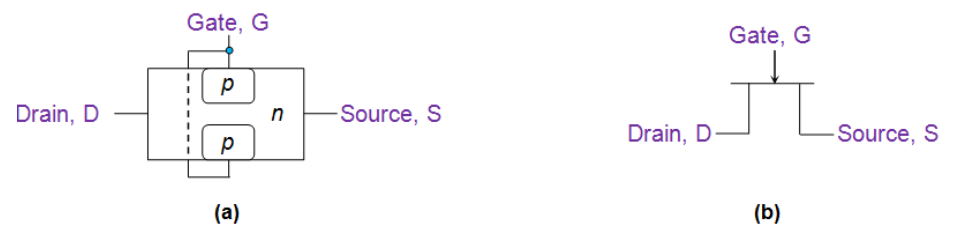 Gate, G
p
Drain, D
n
Source, S
p
(a)
Gate, G
Drain, D
Source, S
(b)